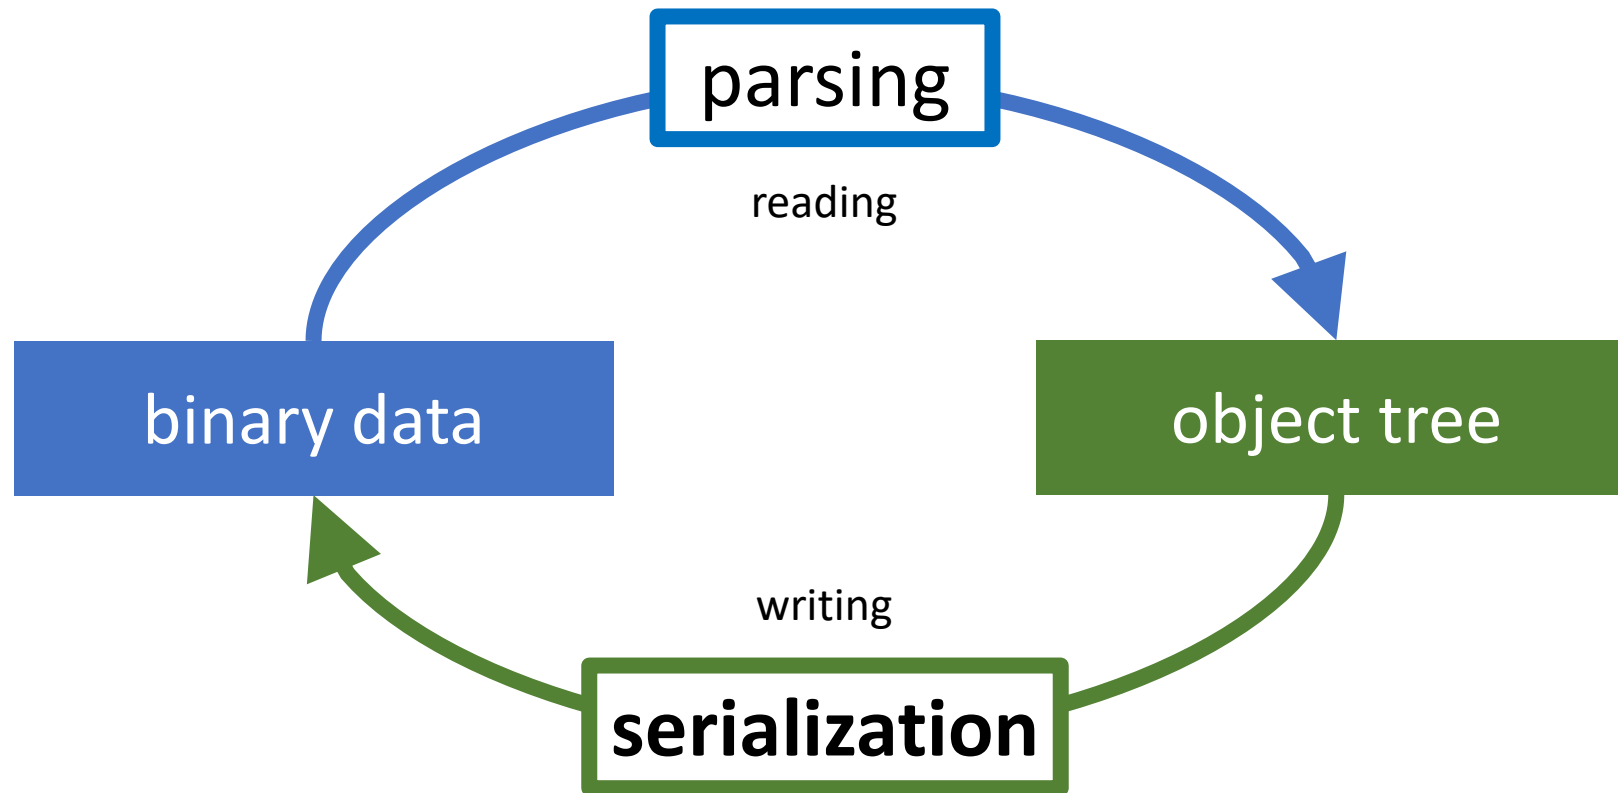 parsing
reading
binary data
object tree
writing
serialization